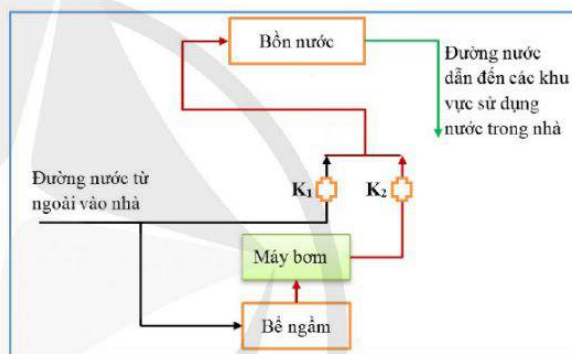 Bồn nước
Đường nước
dẫn đến các khu
vực sử dụng
nước trong nhà
Đường nước từ
ngoài vào nhà
K₁
K₂
Máy bơm
Bể ngầm